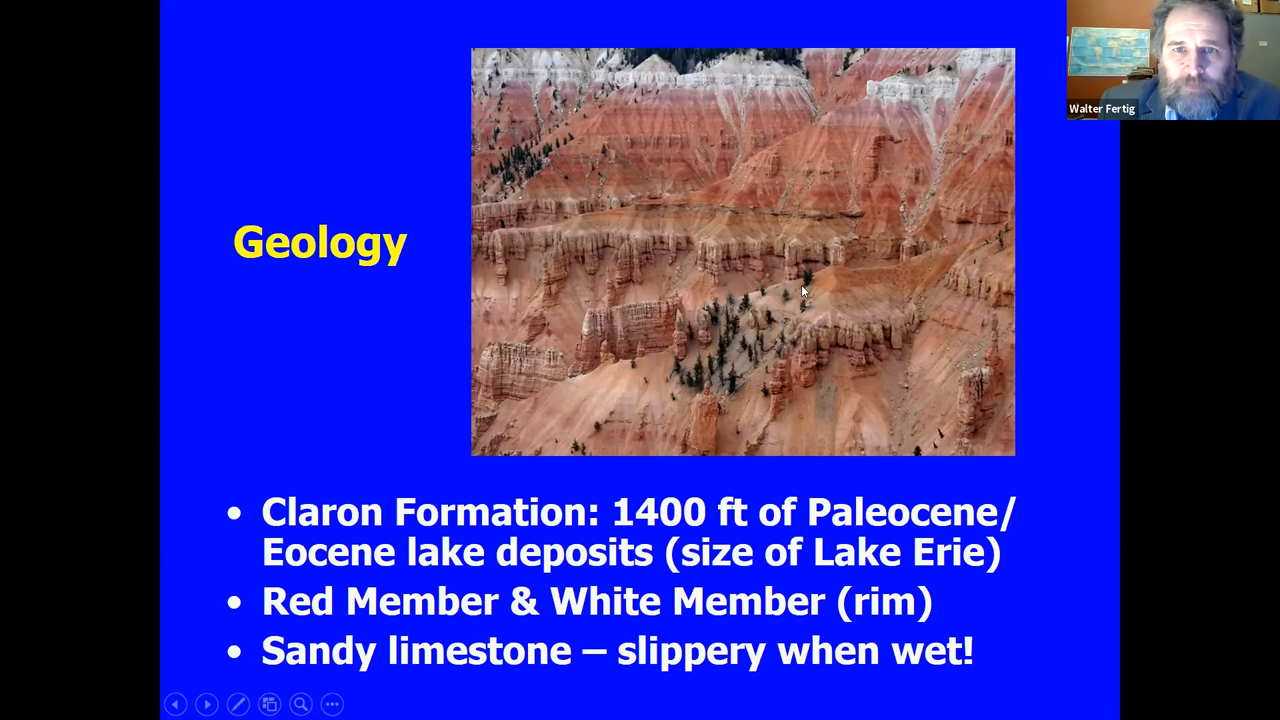 Walter Fertig
Geology
• Claron Formation: 1400 ft of Paleocene/
Eocene lake deposits (size of Lake Erie)
• Red Member & White Member (rim)
• Sandy limestone – slippery when wet!